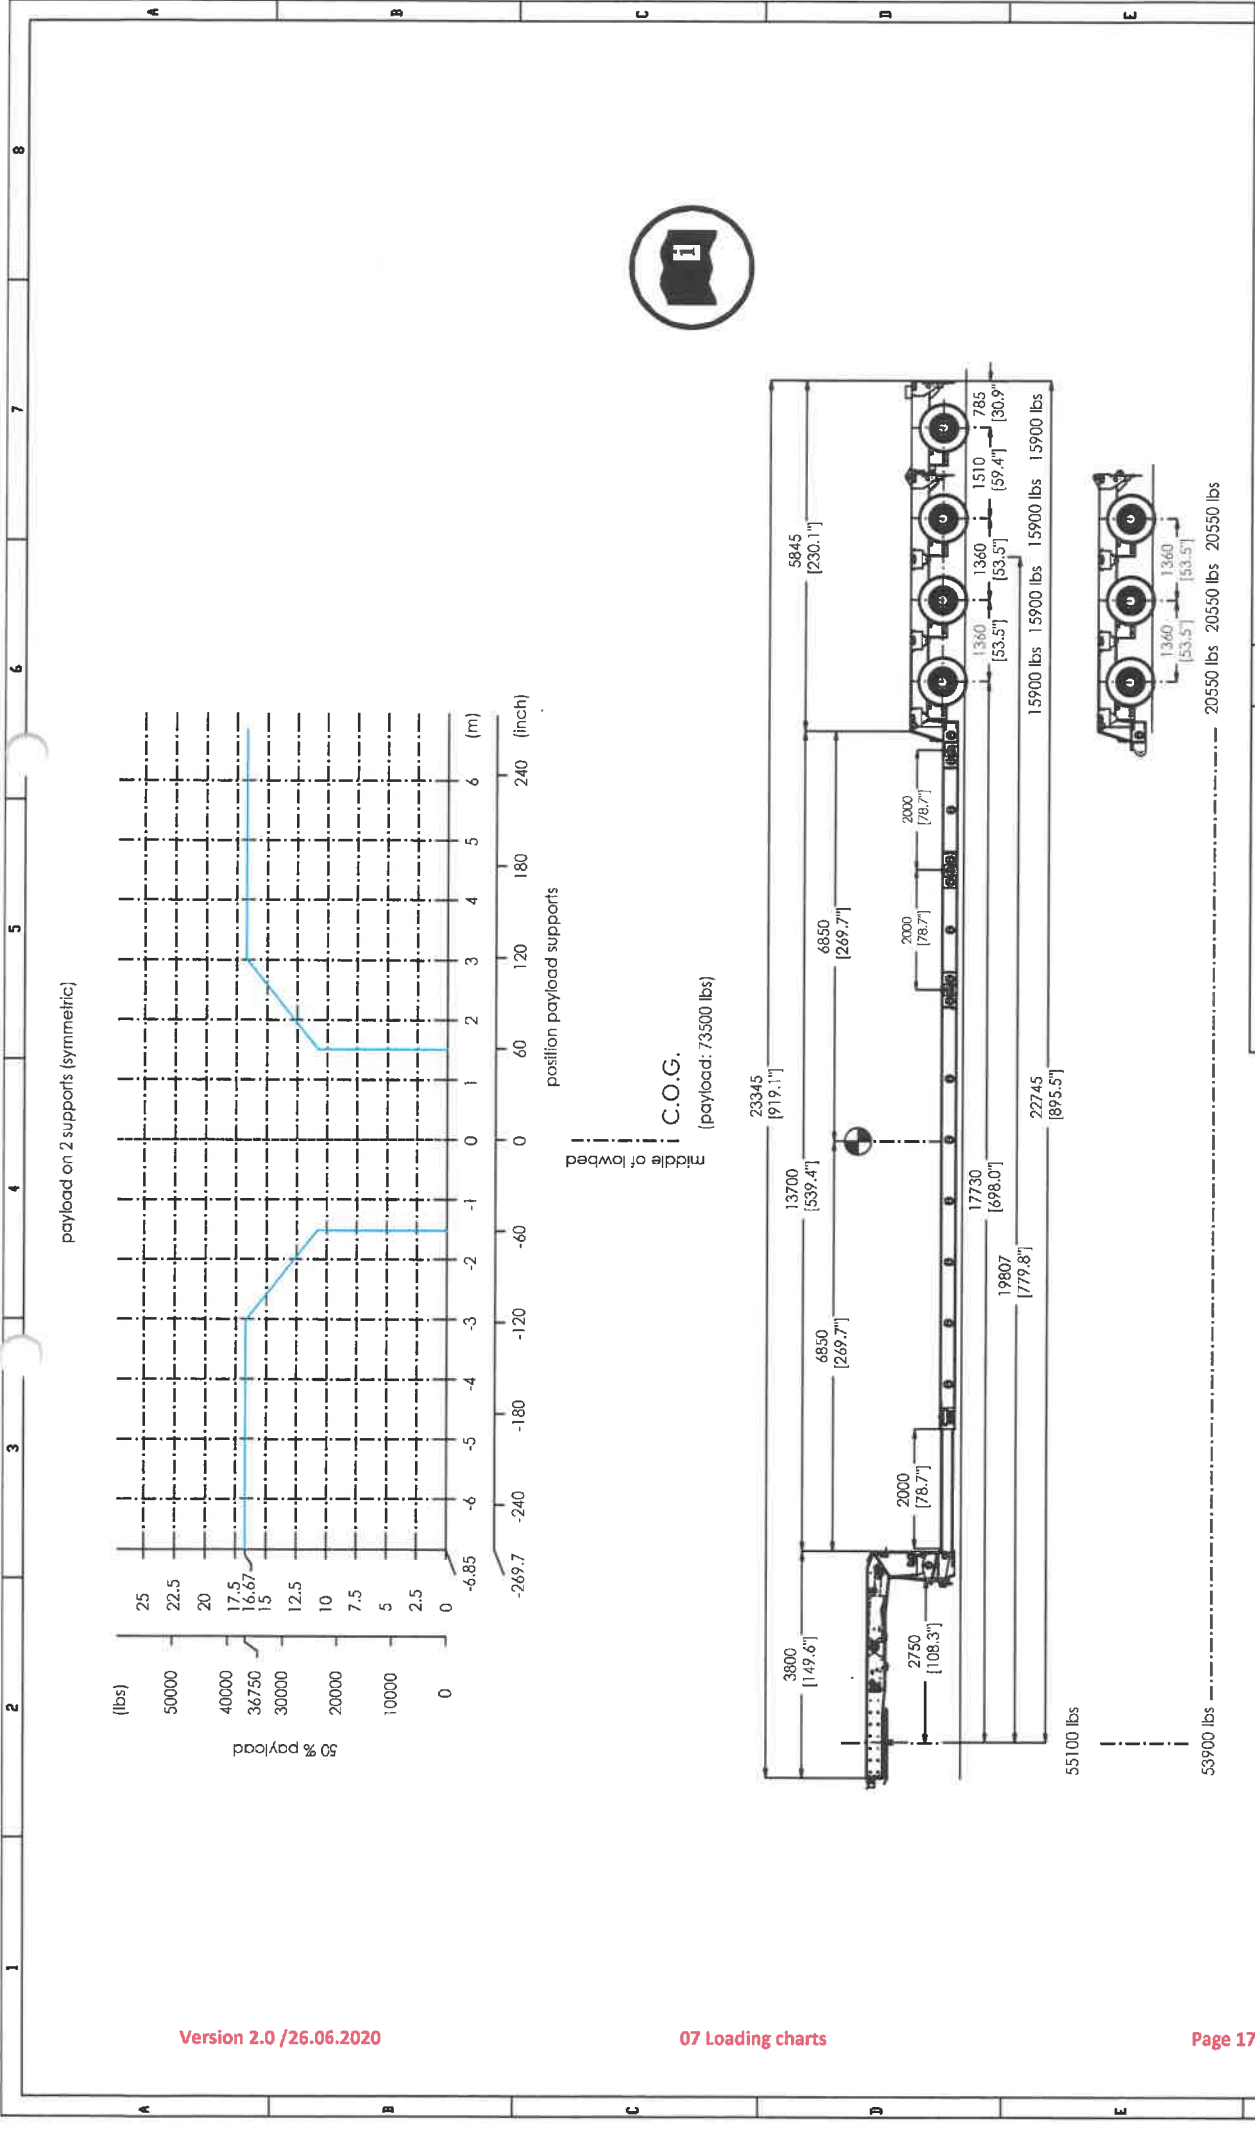 1 2 3 4 5 6 7 8
A
B
C
D
E
payload on 2 supports (symmetric)
(lbs)
50000
40000
36750
30000
20000
10000
0
50 % payload
25
22.5
20
17.5
16.67
15
12.5
10
7.5
5
2.5
0
-6.85 -6 -5 -4 -3 -2 -1 0 1 2 3 4 5 6 (m)
-269.7 -240 -180 -120 -60 0 60 120 180 240 (inch)
position payload supports
middle of lowbed
C.O.G.
(payload: 73500 lbs)
i
23345
[919.1"]
3800
[149.6"]
13700
[539.4"]
5845
[230.1"]
6850
[269.7"]
6850
[269.7"]
2750
[108.3"]
2000
[78.7"]
2000
[78.7"]
2000
[78.7"]
1360
[53.5"]
1360
[53.5"]
1510
[59.4"]
785
[30.9"]
17730
[698.0"]
19807
[779.8"]
22745
[895.5"]
55100 lbs
15900 lbs 15900 lbs 15900 lbs 15900 lbs
1360
[53.5"]
1360
[53.5"]
53900 lbs
20550 lbs 20550 lbs 20550 lbs
A
B
C
D
E
Version 2.0 /26.06.2020
07 Loading charts
Page 17